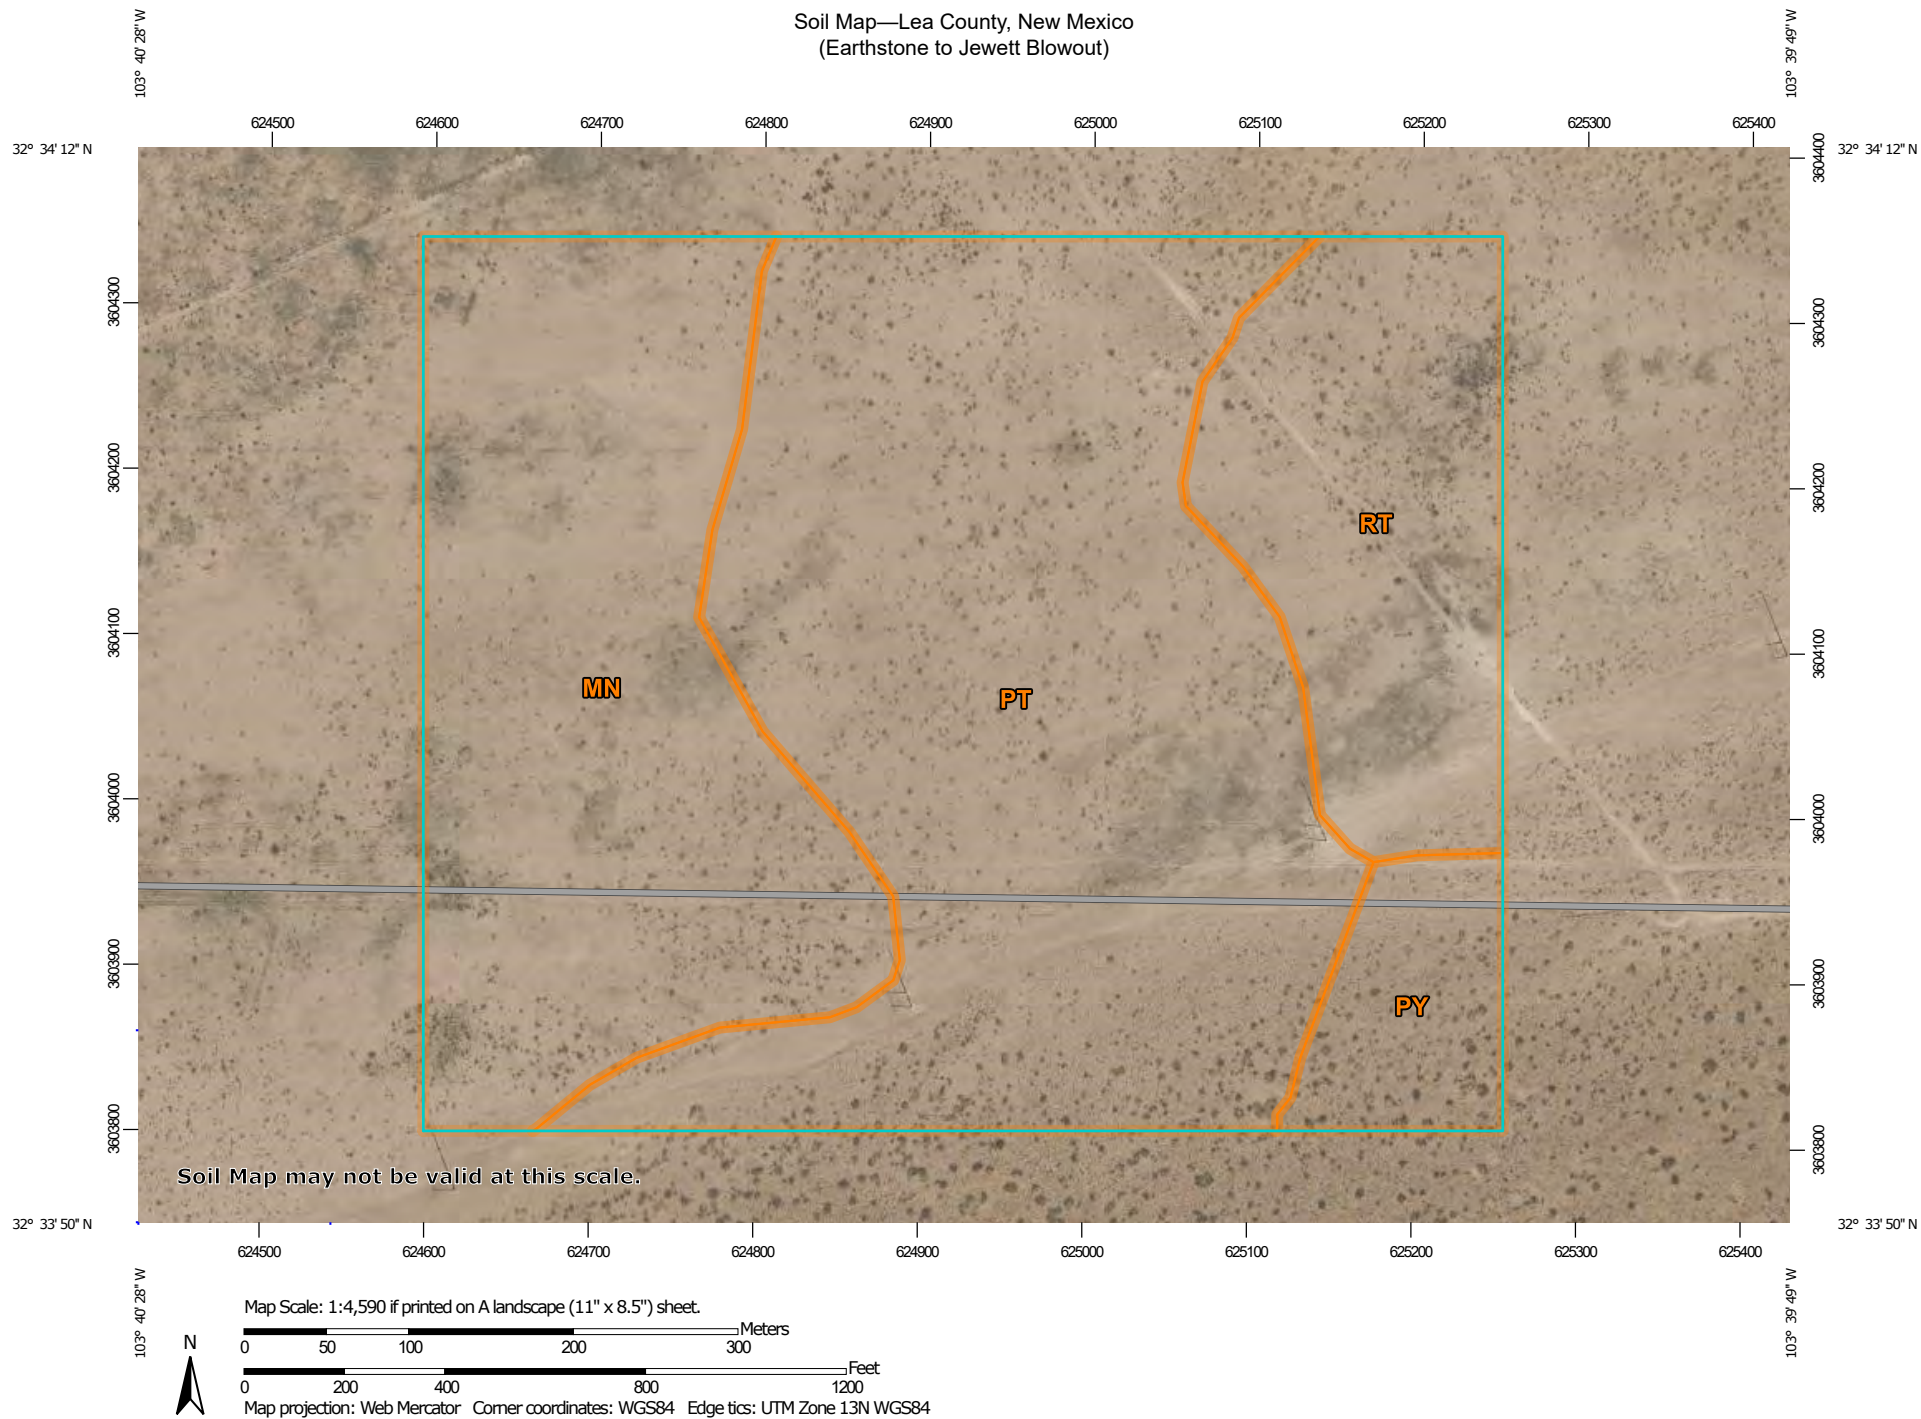 Soil Map—Lea County, New Mexico
(Earthstone to Jewett Blowout)
103° 40' 28'' W
103° 39' 49'' W
624500 624600 624700 624800 624900 625000 625100 625200 625300 625400
32° 34' 12'' N
32° 34' 12'' N
3604400
3604300
3604300
3604200
3604200
RT
3604100
3604100
MN
PT
3604000
3604000
3603900
3603900
PY
3603800
3603800
Soil Map may not be valid at this scale.
32° 33' 50'' N
32° 33' 50'' N
624500 624600 624700 624800 624900 625000 625100 625200 625300 625400
103° 40' 28'' W
103° 39' 49'' W
Map Scale: 1:4,590 if printed on A landscape (11" x 8.5") sheet.
Meters
0 50 100 200 300
N
Feet
0 200 400 800 1200
Map projection: Web Mercator Corner coordinates: WGS84 Edge tics: UTM Zone 13N WGS84